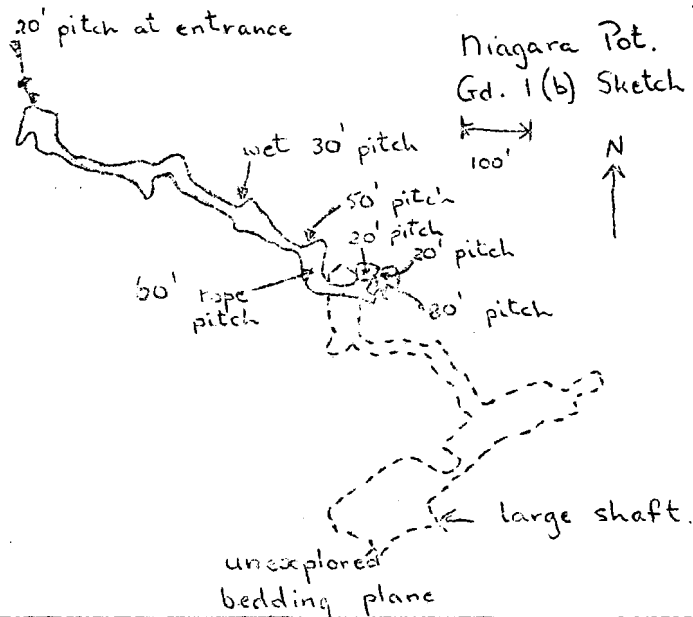 20' pitch at entrance
Niagara Pot.
Gd. 1(b) Sketch
100'
N
wet 30' pitch
50' pitch
20' pitch
20' pitch
60' rope
pitch
80' pitch
large shaft.
unexplored
bedding plane